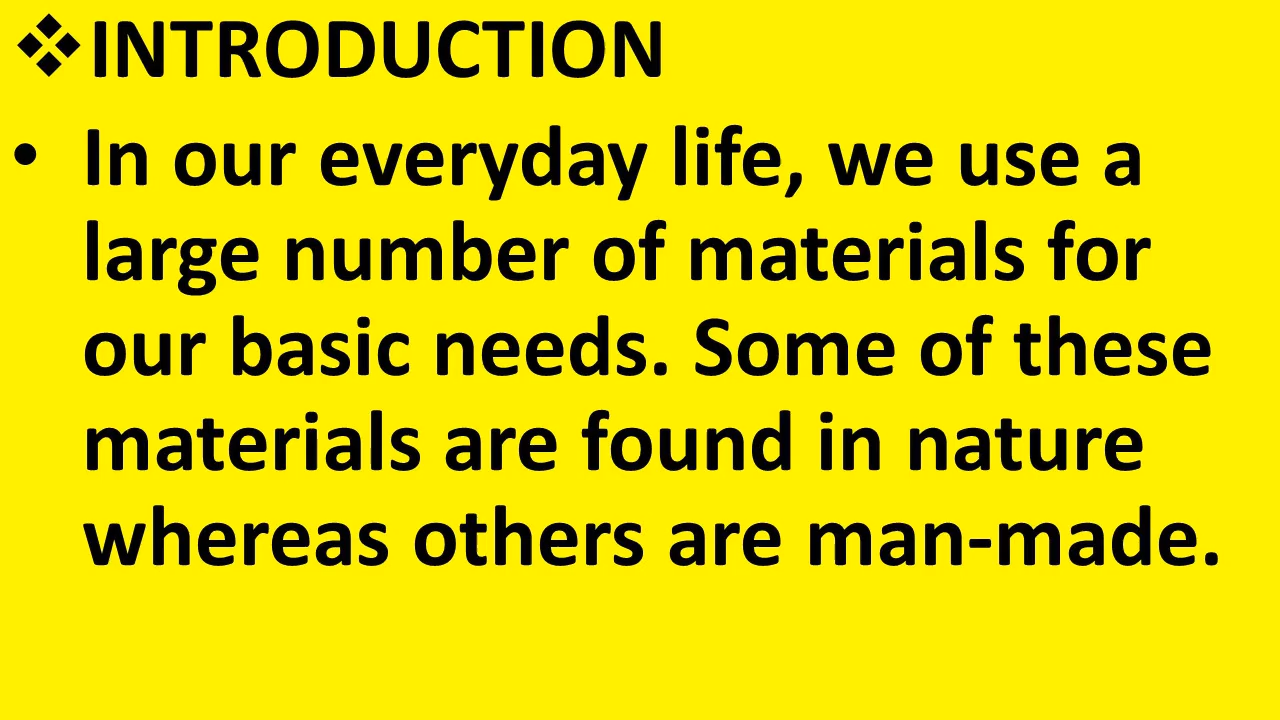 ❖INTRODUCTION
• In our everyday life, we use a
large number of materials for
our basic needs. Some of these
materials are found in nature
whereas others are man-made.